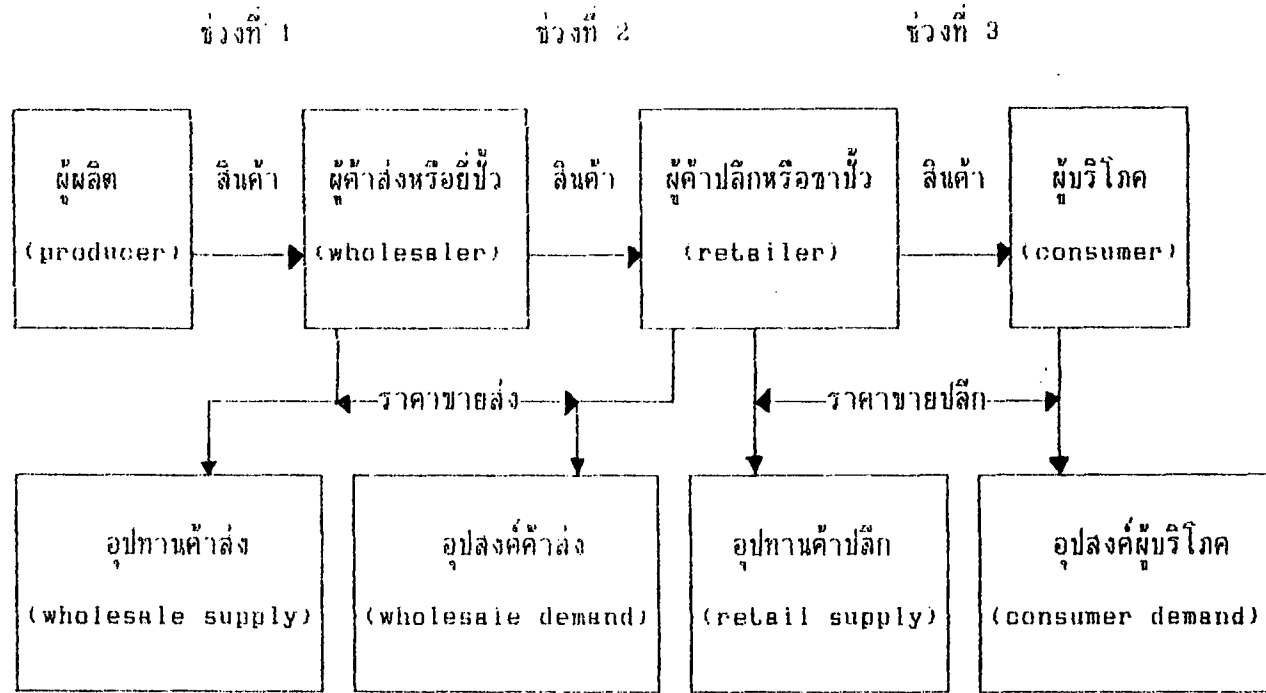 ช่วงที่ 1 ช่วงที่ 2 ช่วงที่ 3
ผู้ผลิต สินค้า ผู้ค้าส่งหรือยี่ปั๊ว สินค้า ผู้ค้าปลีกหรือซาปั๊ว สินค้า ผู้บริโภค
(producer) (wholesaler) (retailer) (consumer)
ราคาขายส่ง ราคาขายปลีก
อุปทานค้าส่ง อุปสงค์ค้าส่ง อุปทานค้าปลีก อุปสงค์ผู้บริโภค
(wholesale supply) (wholesale demand) (retail supply) (consumer demand)